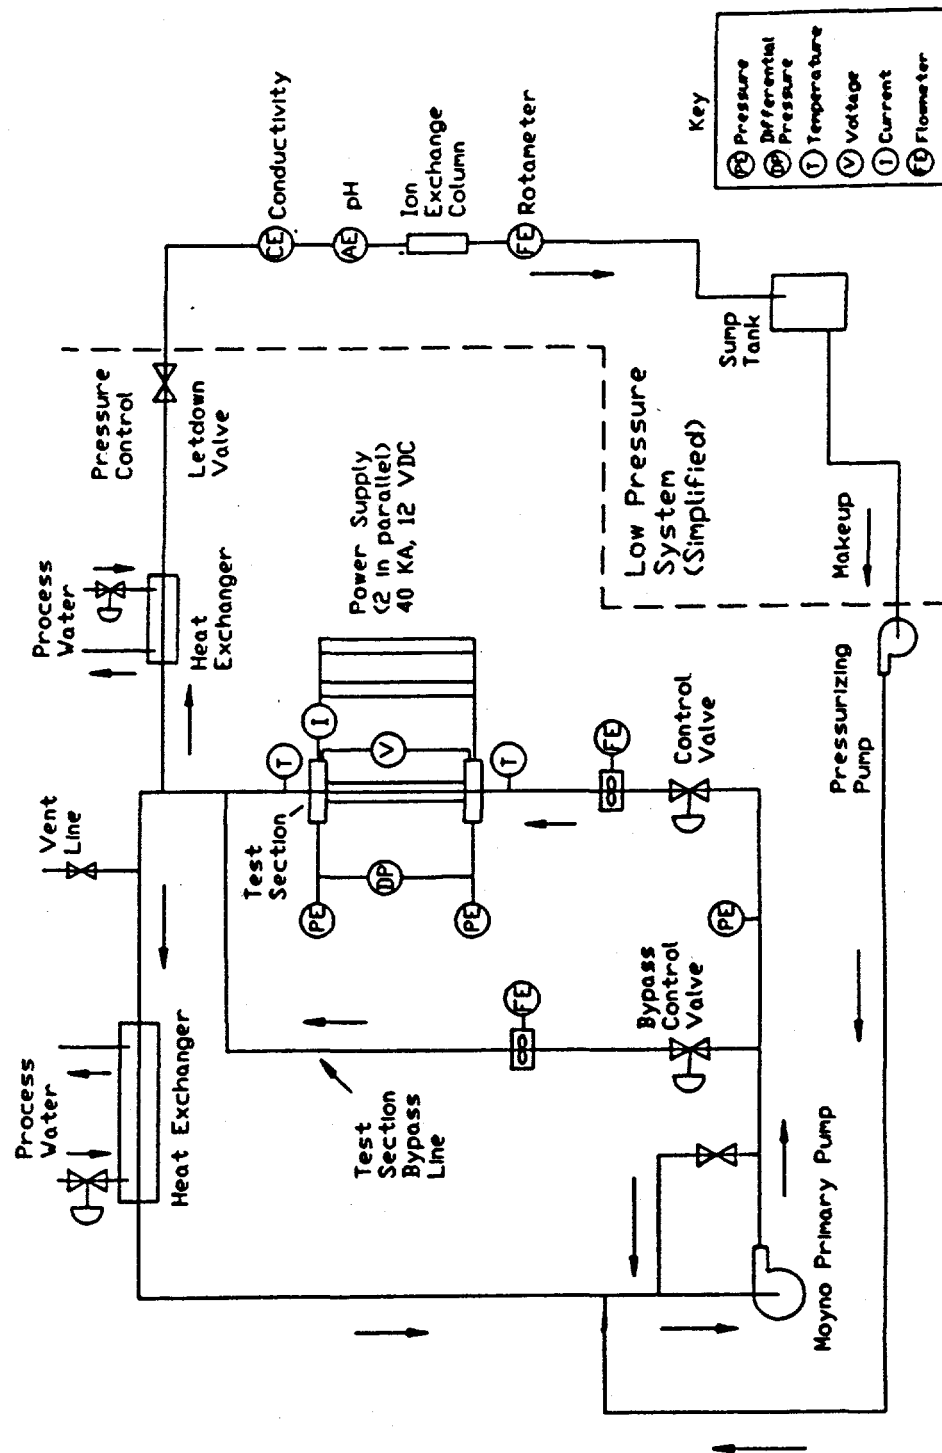 Process
Water
Heat Exchanger
Vent
Line
Process
Water
Heat
Exchanger
Pressure
Control
Letdown
Valve
CE Conductivity
AE pH
Ion
Exchange
Column
FE Rotameter
Test
Section
T
I
V
T
PE
DP
PE
Power Supply
(2 in parallel)
40 KA, 12 VDC
Test
Section
Bypass
Line
FE
FE
Bypass
Control
Valve
Control
Valve
PE
Low Pressure
System
(Simplified)
Sump
Tank
Moyno Primary Pump
Pressurizing
Pump
Makeup
Key
PE Pressure
DP Differential
Pressure
T Temperature
V Voltage
I Current
FE Flowmeter